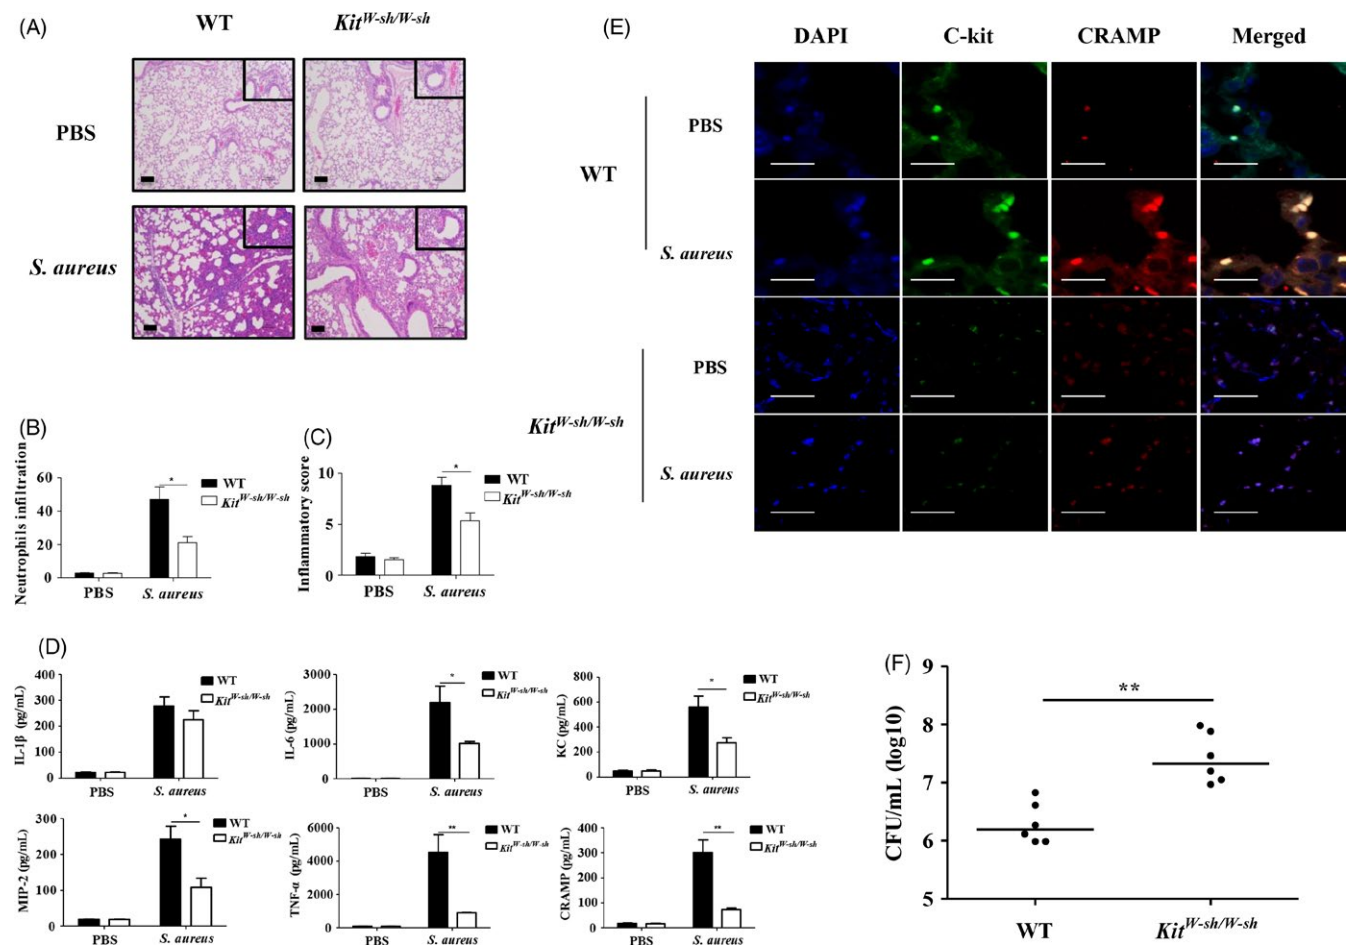 (A)
WT
Kit^W-sh/W-sh
PBS
S. aureus
(B)
Neutrophils infiltration
60
40
20
0
*
WT
Kit^W-sh/W-sh
PBS
S. aureus
(C)
Inflammatory score
10
5
0
*
WT
Kit^W-sh/W-sh
PBS
S. aureus
(D)
IL-1β (pg/mL)
400
300
200
100
0
WT
Kit^W-sh/W-sh
PBS
S. aureus
IL-6 (pg/mL)
3000
2000
1000
0
*
WT
Kit^W-sh/W-sh
PBS
S. aureus
KC (pg/mL)
800
600
400
200
0
*
WT
Kit^W-sh/W-sh
PBS
S. aureus
MIP-2 (pg/mL)
300
200
100
0
*
WT
Kit^W-sh/W-sh
PBS
S. aureus
TNF-α (pg/mL)
6000
4000
2000
0
**
WT
Kit^W-sh/W-sh
PBS
S. aureus
CRAMP (pg/mL)
400
300
200
100
0
**
WT
Kit^W-sh/W-sh
PBS
S. aureus
(E)
DAPI
C-kit
CRAMP
Merged
WT
PBS
S. aureus
Kit^W-sh/W-sh
PBS
S. aureus
(F)
CFU/mL (log10)
9
8
7
6
5
**
WT
Kit^W-sh/W-sh